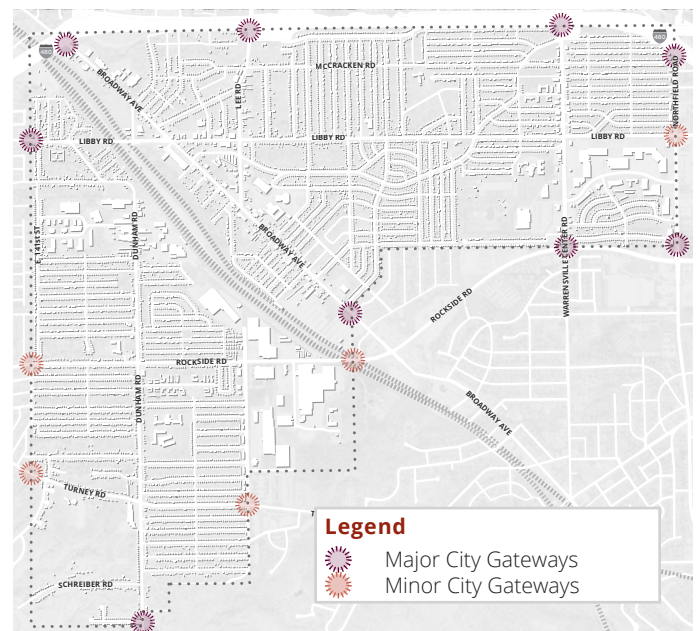 480
480
BROADWAY AVE
LEE RD
MCCRACKEN RD
NORTHFIELD ROAD
LIBBY RD
LIBBY RD
LIBBY RD
E. 141ST ST
DUNHAM RD
BROADWAY AVE
WARRENSVILLE CENTER RD
ROCKSIDE RD
ROCKSIDE RD
DUNHAM RD
BROADWAY AVE
TURNEY RD
T
SCHREIBER RD
Legend
Major City Gateways
Minor City Gateways